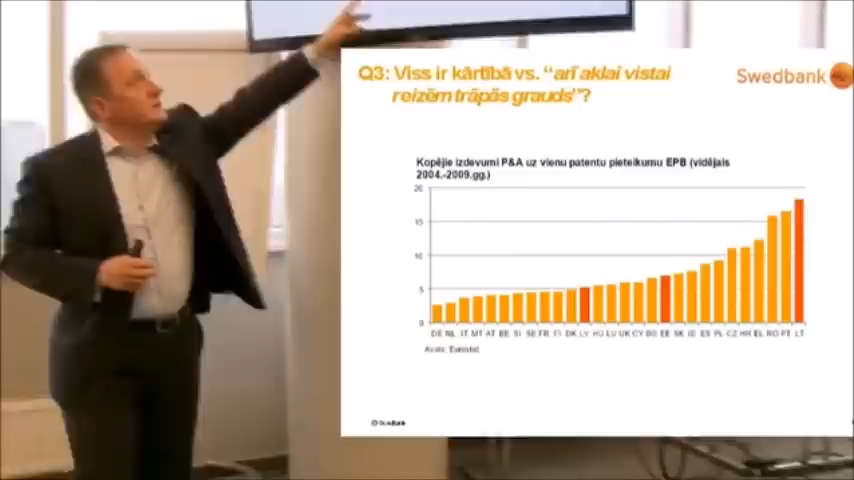 Q3: Viss ir kārtībā vs. “arī aklai vistai
reizēm trāpās grauds”?
Swedbank
Kopējie izdevumi P&A uz vienu patentu pieteikumu EPB (vidējais
2004.-2009.gg.)
20
15
10
5
0
DE NL IT MT AT BE SI SE FR FI DK LV HU LU UK CY BG EE SK IE ES PL CZ HR EL RO PT LT
Avots: Eurostat
© Swedbank